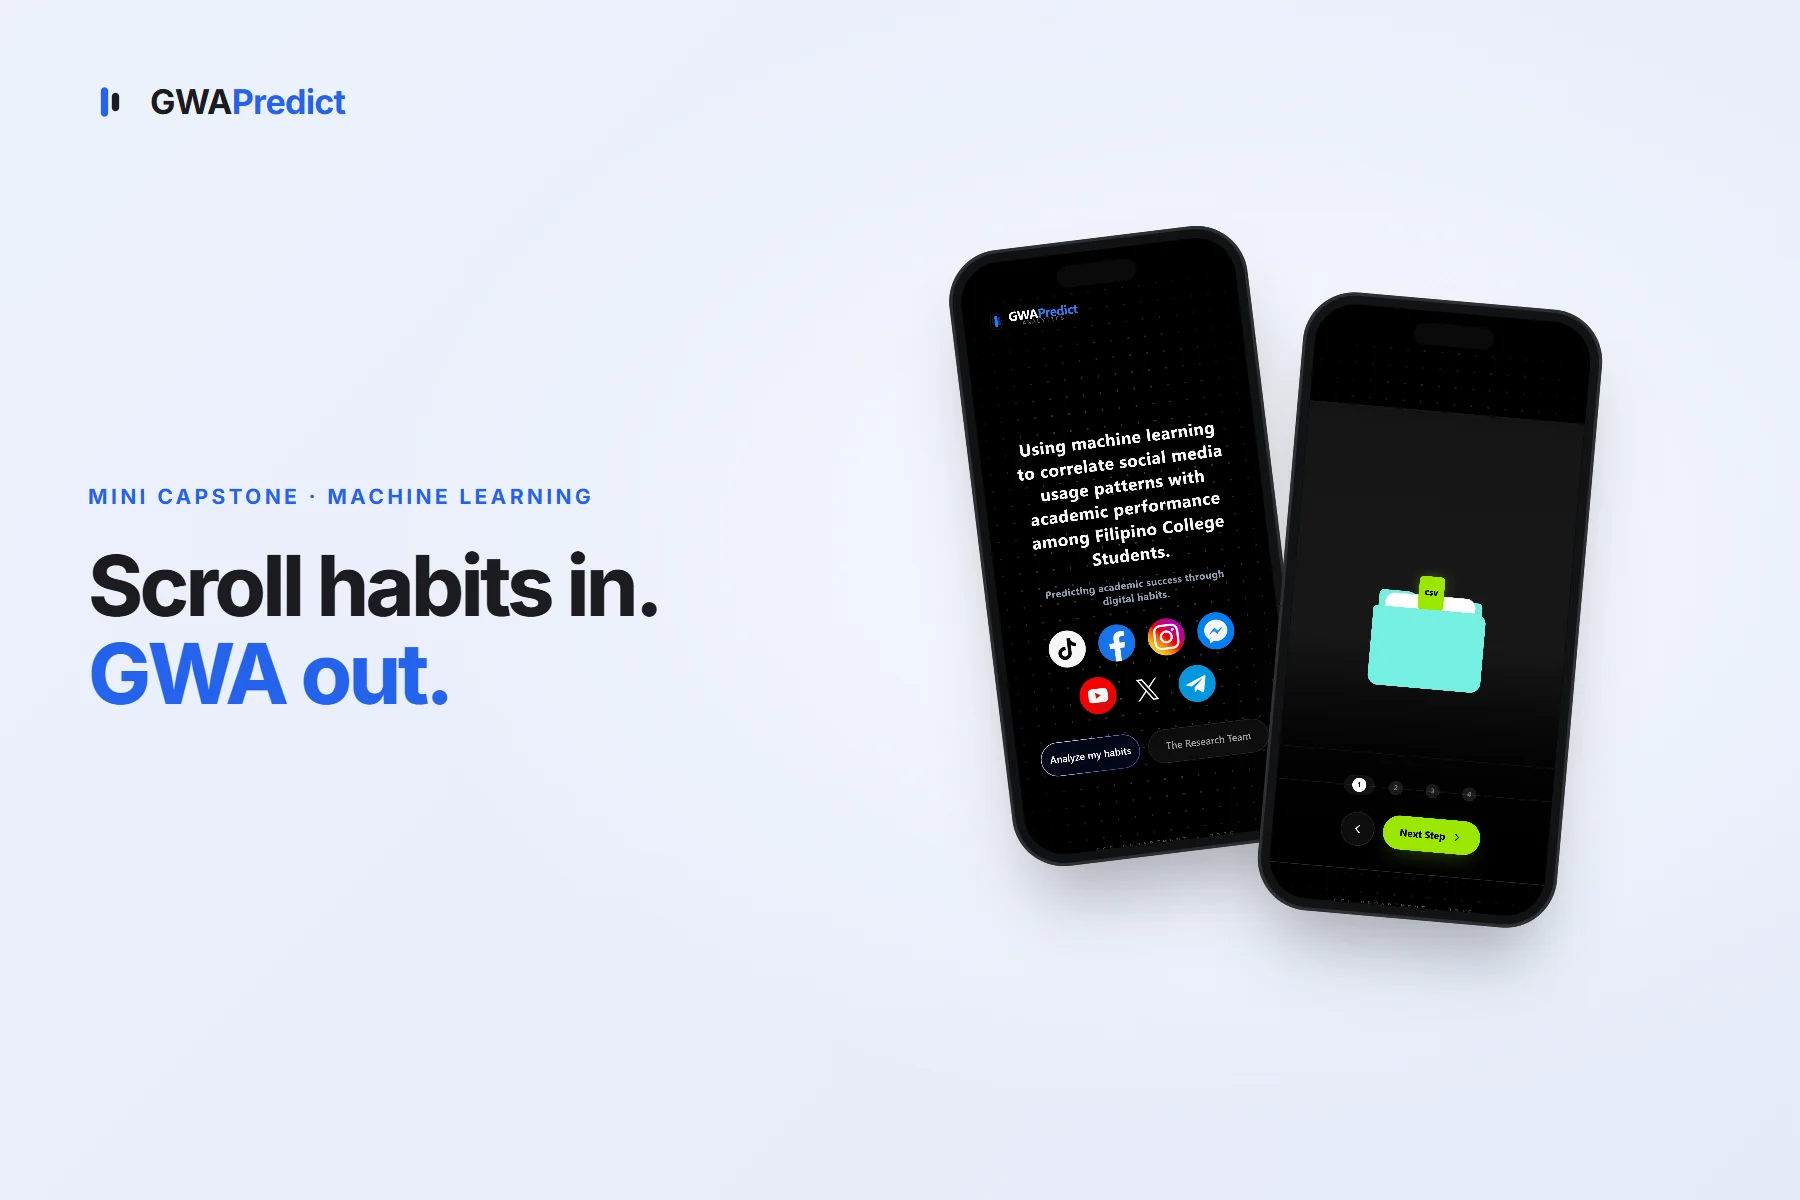 GWAPredict
MINI CAPSTONE · MACHINE LEARNING
Scroll habits in.
GWA out.
GWAPredict
ANALYTICS
Using machine learning
to correlate social media
usage patterns with
academic performance
among Filipino College
Students.
Predicting academic success through
digital habits.
Analyze my habits
The Research Team
csv
1 2 3 4
Next Step